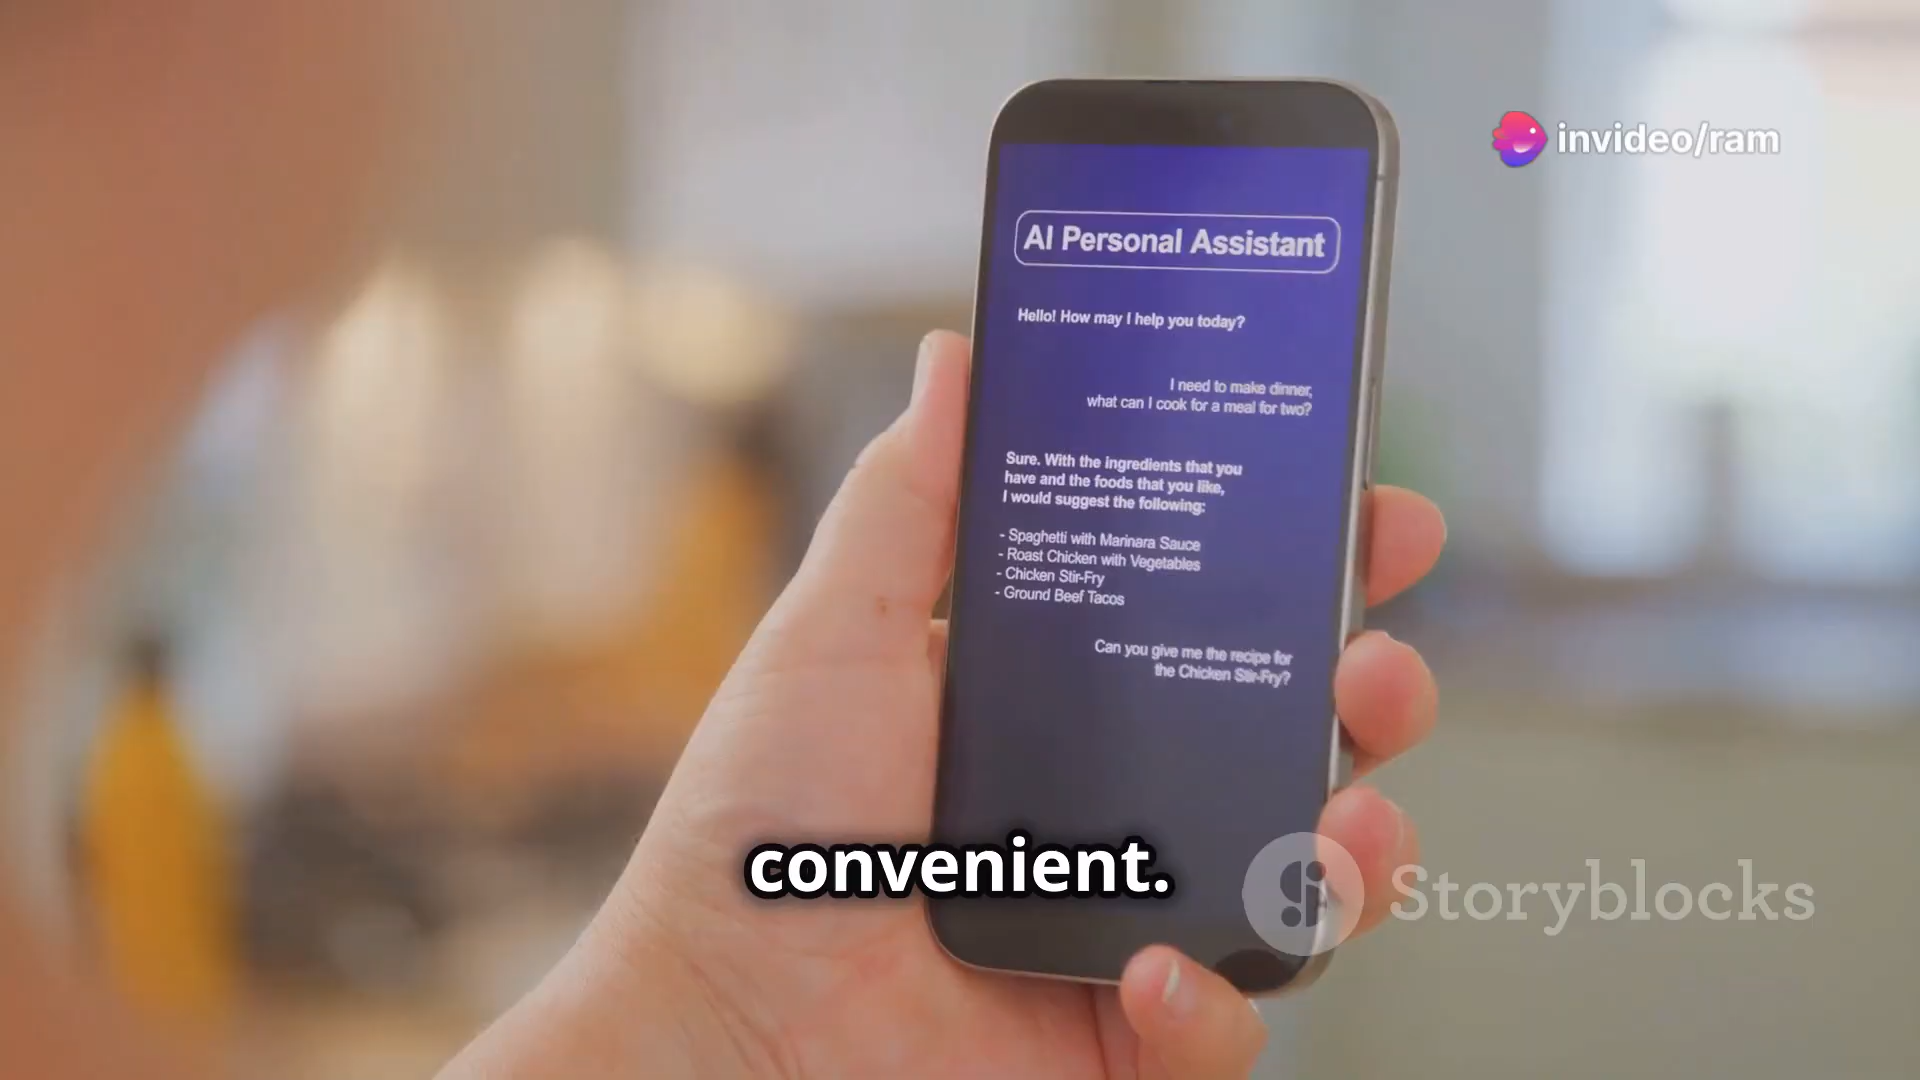 invideo/ram
AI Personal Assistant
Hello! How may I help you today?
I need to make dinner,
what can I cook for a meal for two?
Sure. With the ingredients that you
have and the foods that you like,
I would suggest the following:
- Spaghetti with Marinara Sauce
- Roast Chicken with Vegetables
- Chicken Stir-Fry
- Ground Beef Tacos
Can you give me the recipe for
the Chicken Stir-Fry?
convenient.
Storyblocks